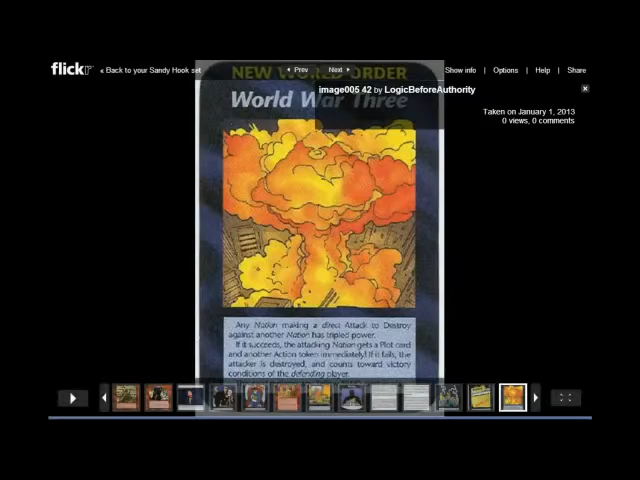 flickr
« Back to your Sandy Hook set
Prev
Next
Show info | Options | Help | Share
NEW WORLD ORDER
World War Three
image005 42 by LogicBeforeAuthority
Taken on January 1, 2013
0 views, 0 comments
Any Nation making a direct Attack to Destroy
against another Nation has tripled power.
If it succeeds, the attacking Nation gets a Plot card
and another Action token immediately! If it fails, the
attacker is destroyed, and counts toward victory
conditions of the defending player.